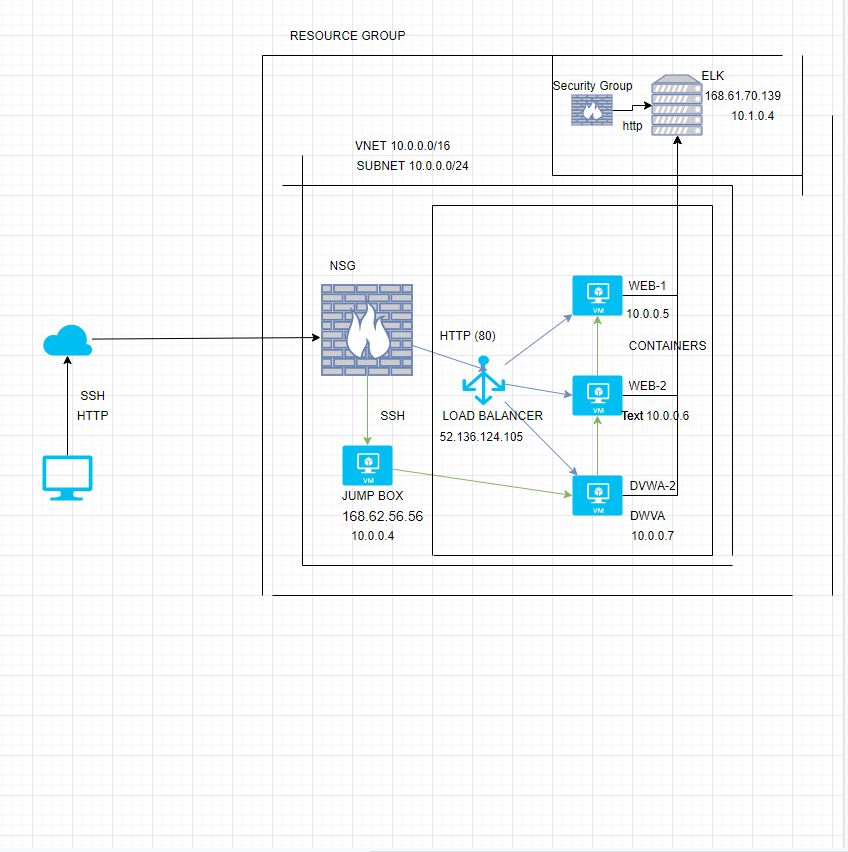 RESOURCE GROUP
Security Group
ELK
168.61.70.139
10.1.0.4
http
VNET 10.0.0.0/16
SUBNET 10.0.0.0/24
NSG
WEB-1
10.0.0.5
VM
HTTP (80)
CONTAINERS
WEB-2
VM
Text 10.0.0.6
SSH
HTTP
SSH
LOAD BALANCER
52.136.124.105
VM
JUMP BOX
168.62.56.56
10.0.0.4
DVWA-2
VM
DWVA
10.0.0.7